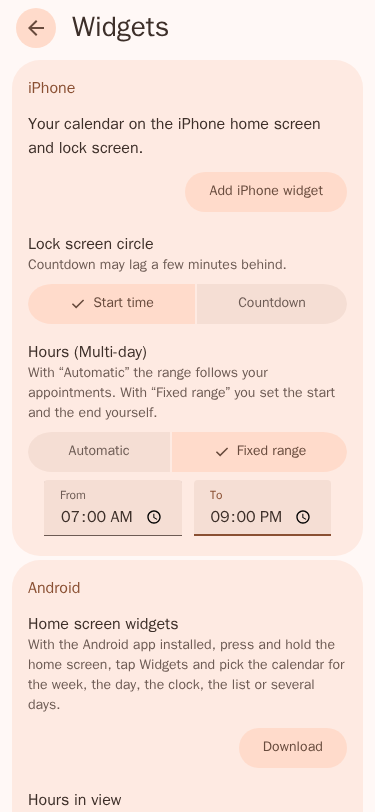 Widgets
iPhone
Your calendar on the iPhone home screen
and lock screen.
Add iPhone widget
Lock screen circle
Countdown may lag a few minutes behind.
Start time
Countdown
Hours (Multi-day)
With “Automatic” the range follows your
appointments. With “Fixed range” you set the start
and the end yourself.
Automatic
Fixed range
From
07:00 AM
To
09:00 PM
Android
Home screen widgets
With the Android app installed, press and hold the
home screen, tap Widgets and pick the calendar for
the week, the day, the clock, the list or several
days.
Download
Hours in view